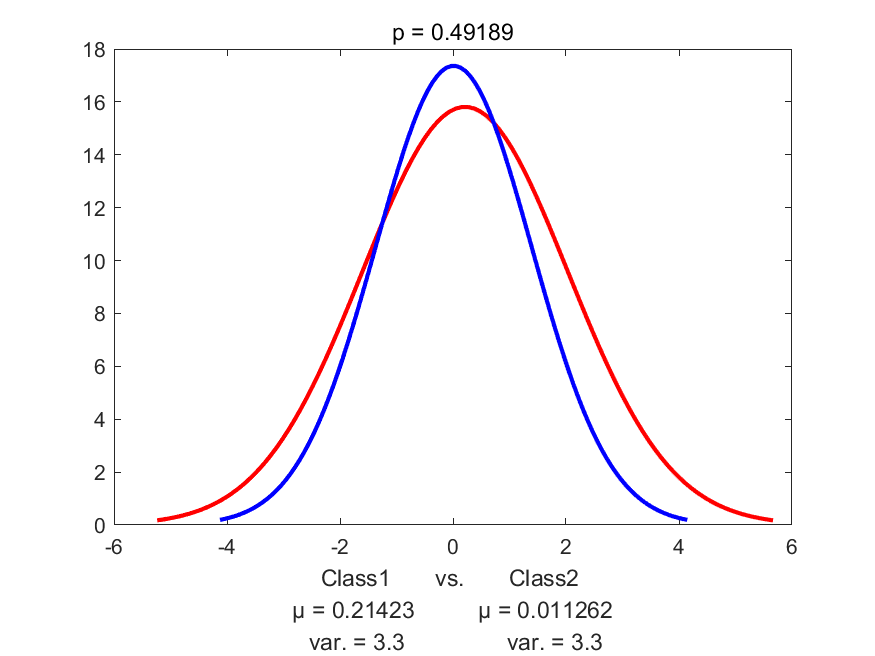 p = 0.49189
18
16
14
12
10
8
6
4
2
0
-6 -4 -2 0 2 4 6
Class1 vs. Class2
μ = 0.21423 μ = 0.011262
var. = 3.3 var. = 3.3